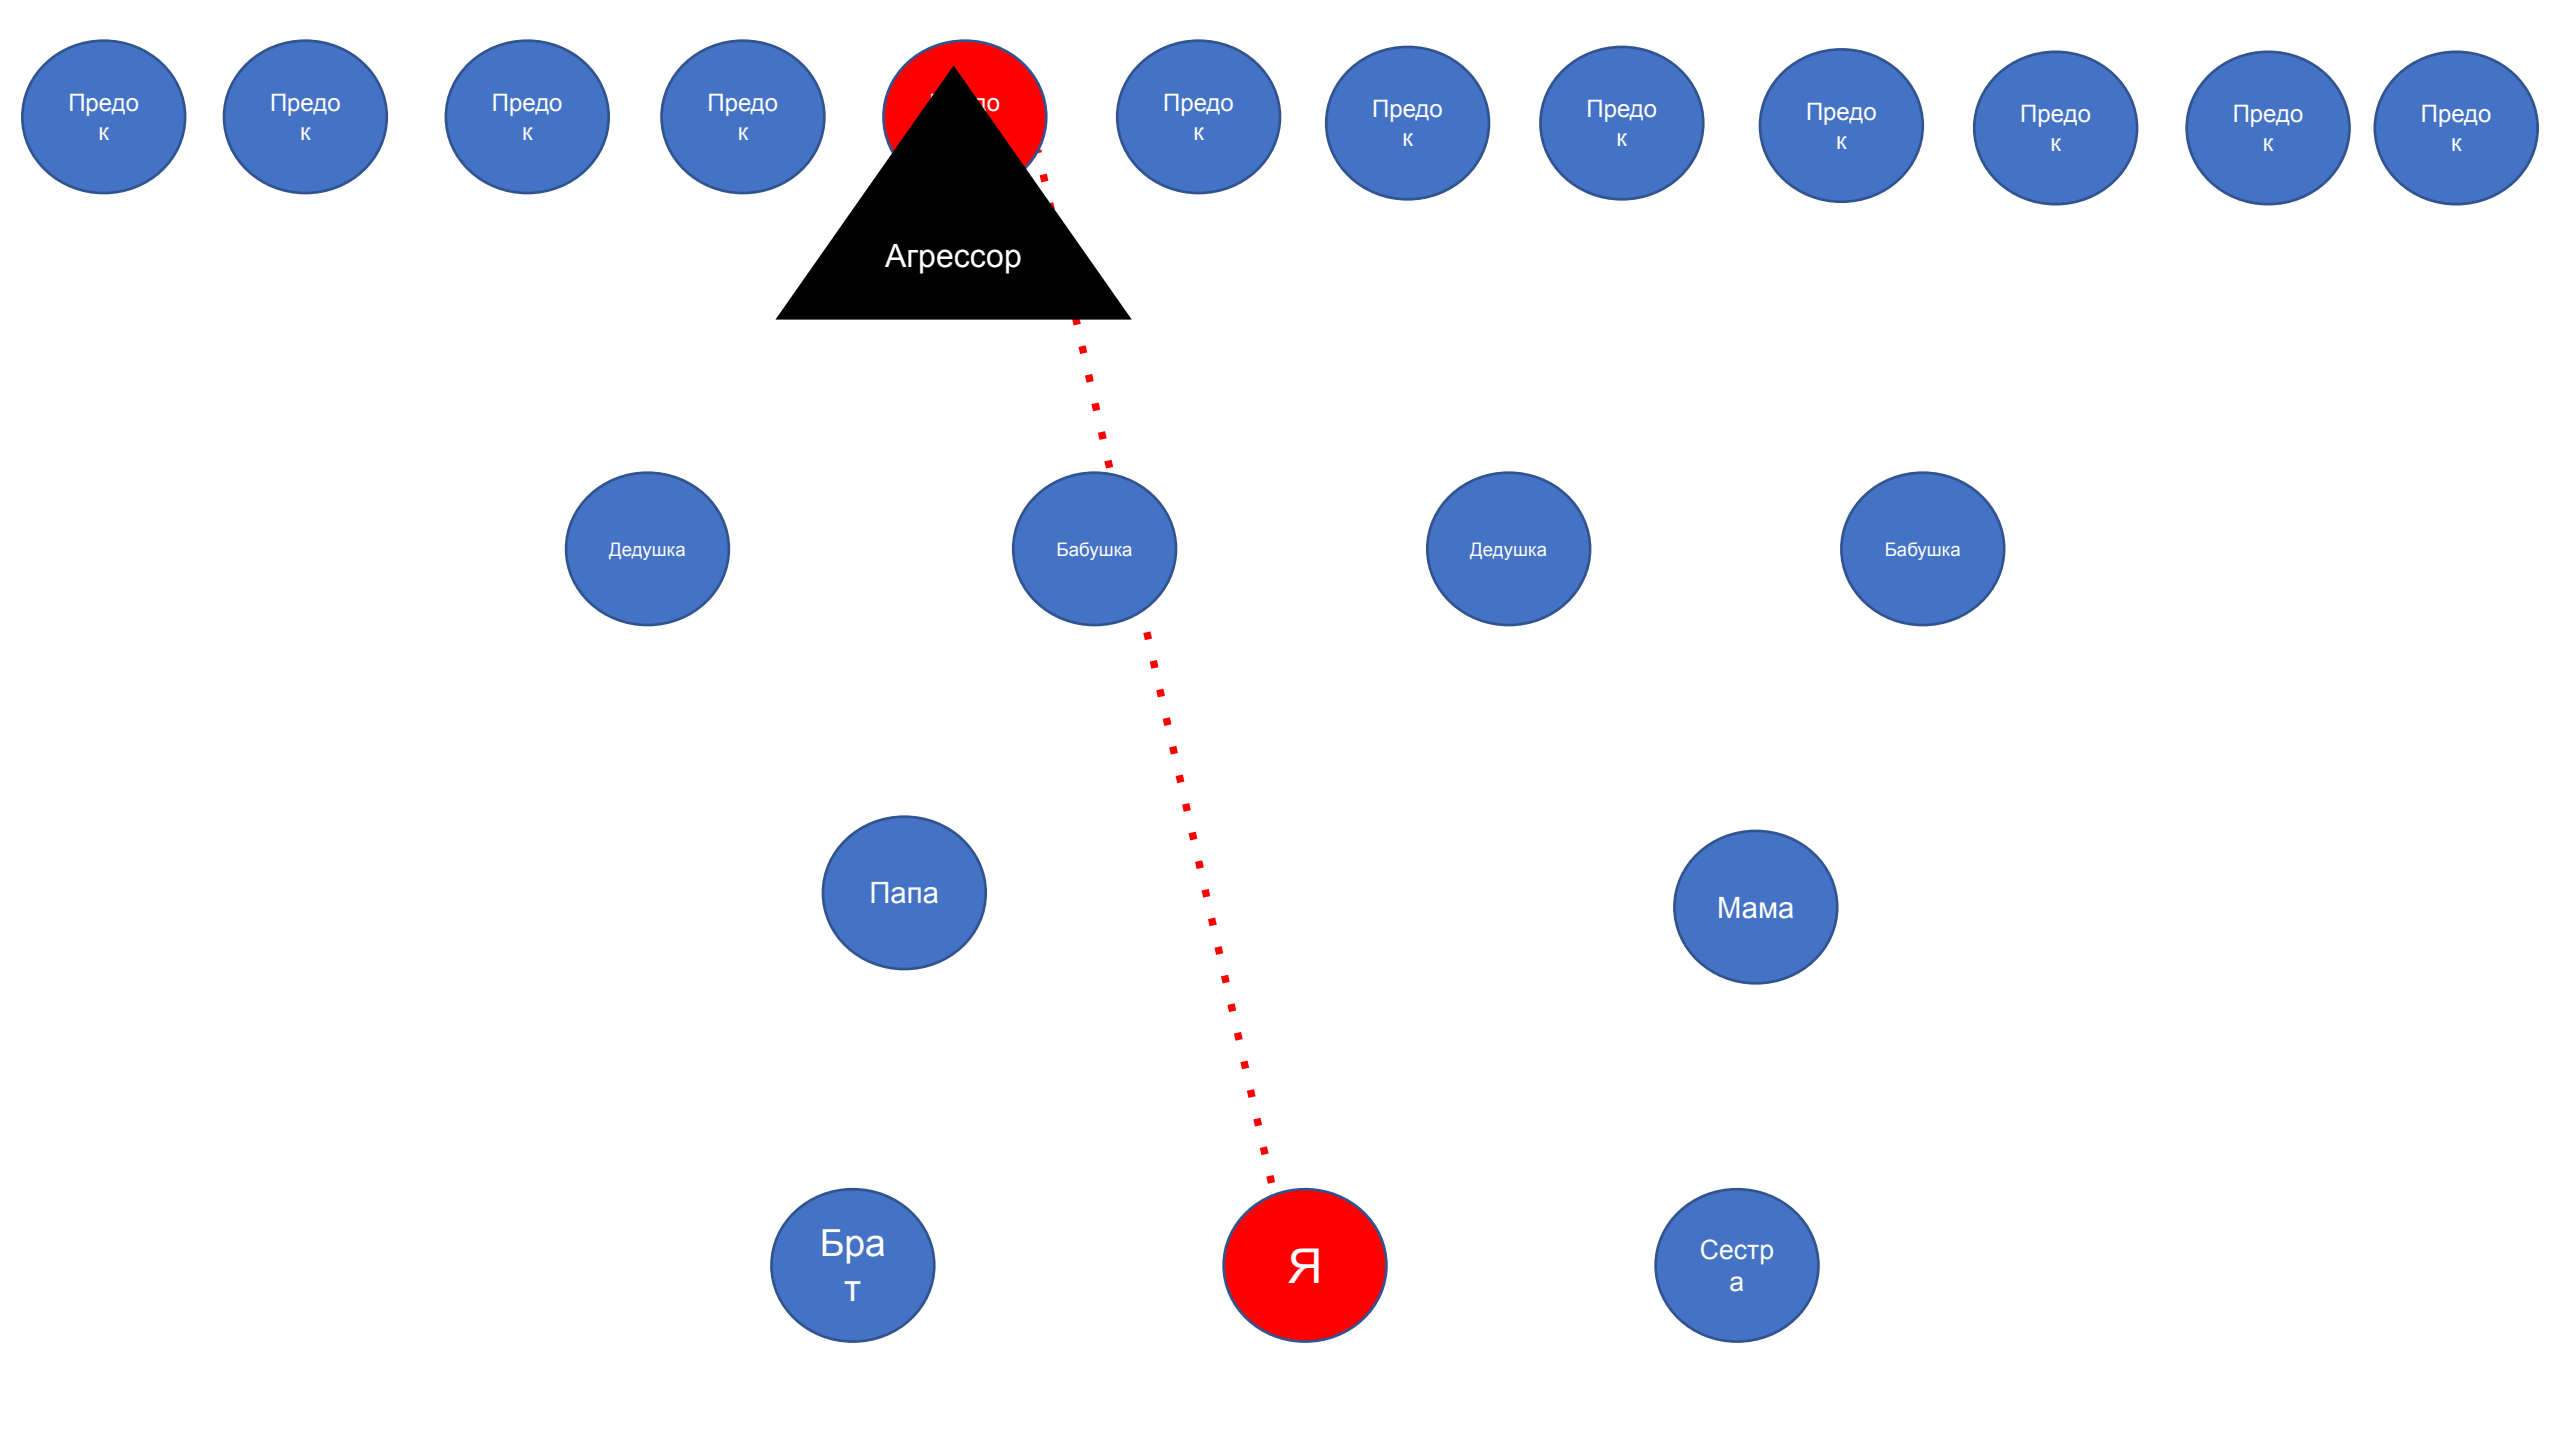 Предо
к
Предо
к
Предо
к
Предо
к
Предо
к
Предо
к
Предо
к
Предо
к
Предо
к
Предо
к
Предо
к
Агрессор
Дедушка
Бабушка
Дедушка
Бабушка
Папа
Мама
Бра
т
Я
Сестр
а